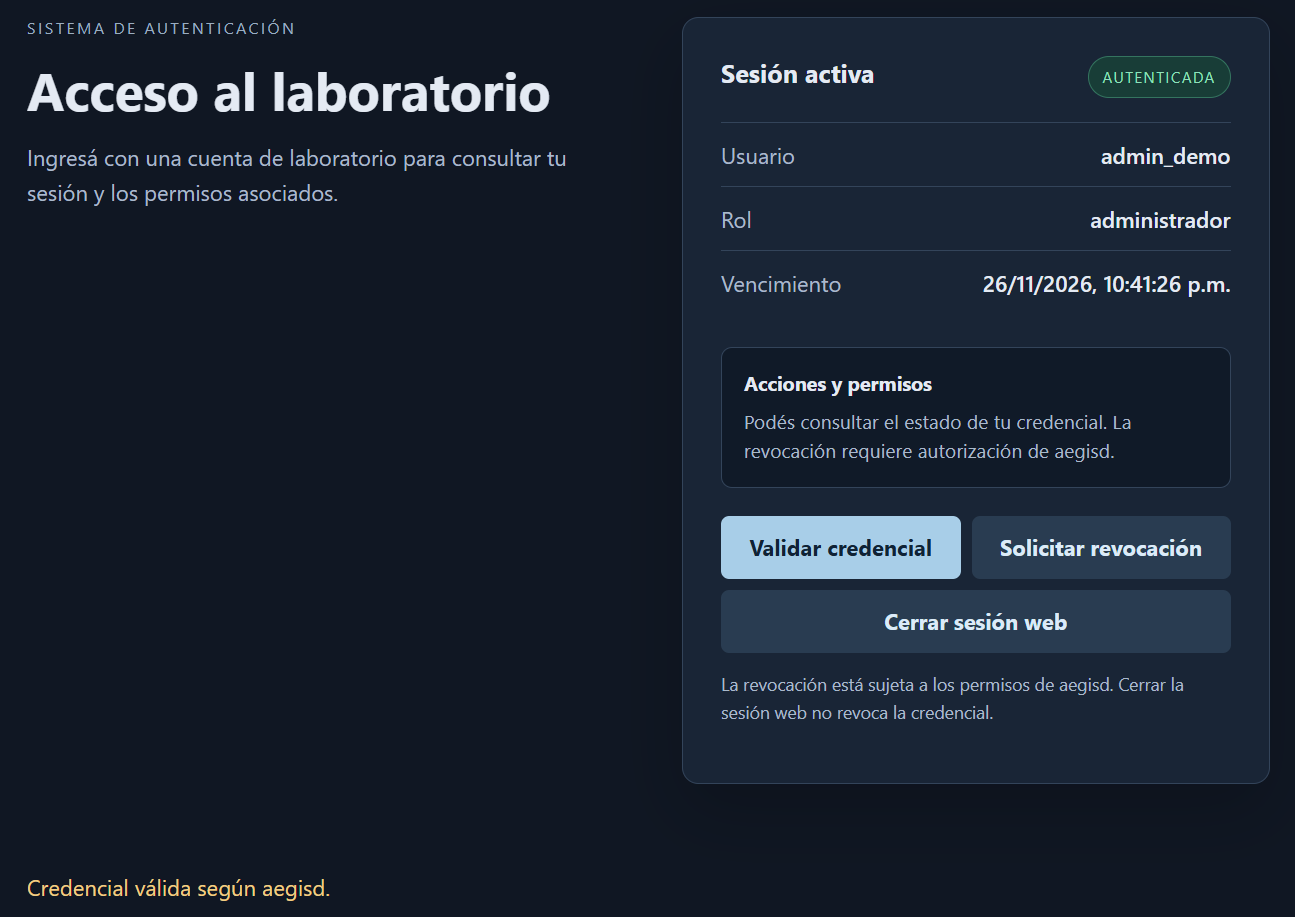 SISTEMA DE AUTENTICACIÓN
Acceso al laboratorio
Ingresá con una cuenta de laboratorio para consultar tu
sesión y los permisos asociados.
Sesión activa
AUTENTICADA
Usuario admin_demo
Rol administrador
Vencimiento 26/11/2026, 10:41:26 p.m.
Acciones y permisos
Podés consultar el estado de tu credencial. La
revocación requiere autorización de aegisd.
Validar credencial
Solicitar revocación
Cerrar sesión web
La revocación está sujeta a los permisos de aegisd. Cerrar la
sesión web no revoca la credencial.
Credencial válida según aegisd.